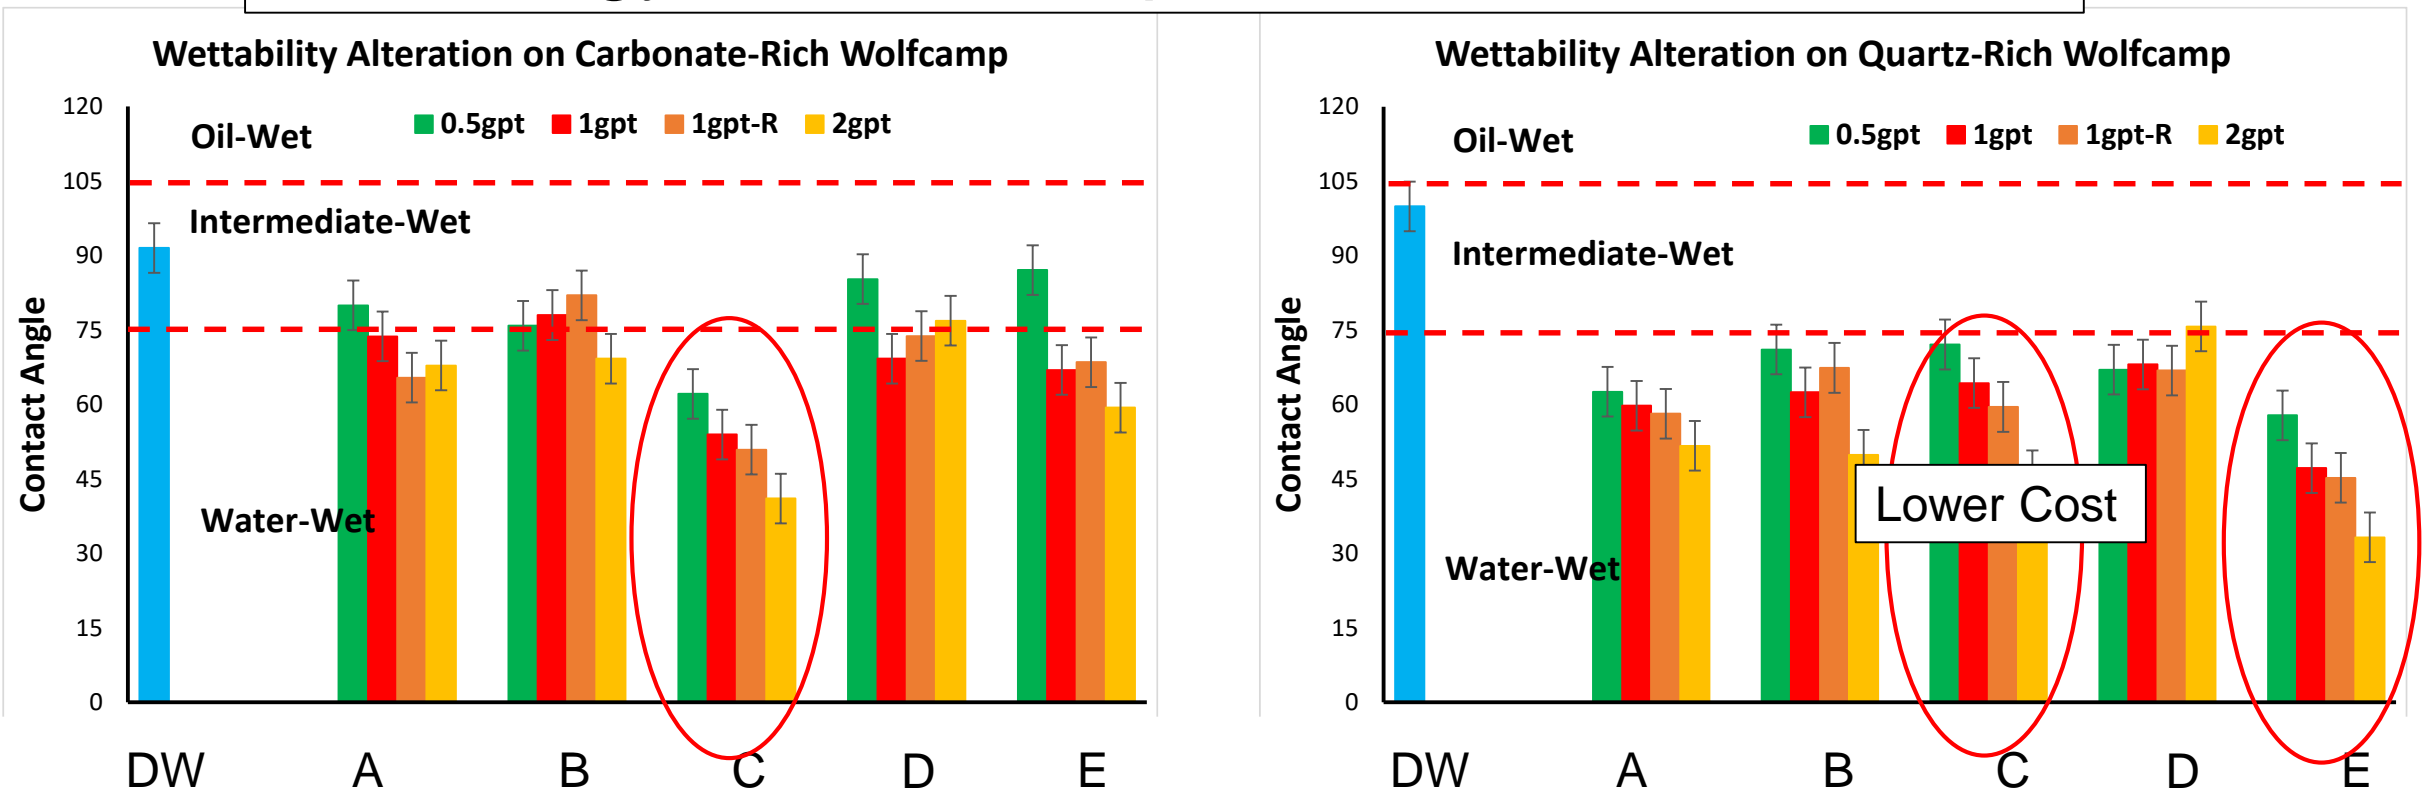 Wettability Alteration on Carbonate-Rich Wolfcamp
120
105
90
75
60
45
30
15
0
Contact Angle
Oil-Wet
0.5gpt 1gpt 1gpt-R 2gpt
Intermediate-Wet
Water-Wet
DW A B C D E
Wettability Alteration on Quartz-Rich Wolfcamp
120
105
90
75
60
45
30
15
0
Contact Angle
Oil-Wet
0.5gpt 1gpt 1gpt-R 2gpt
Intermediate-Wet
Lower Cost
Water-Wet
DW A B C D E